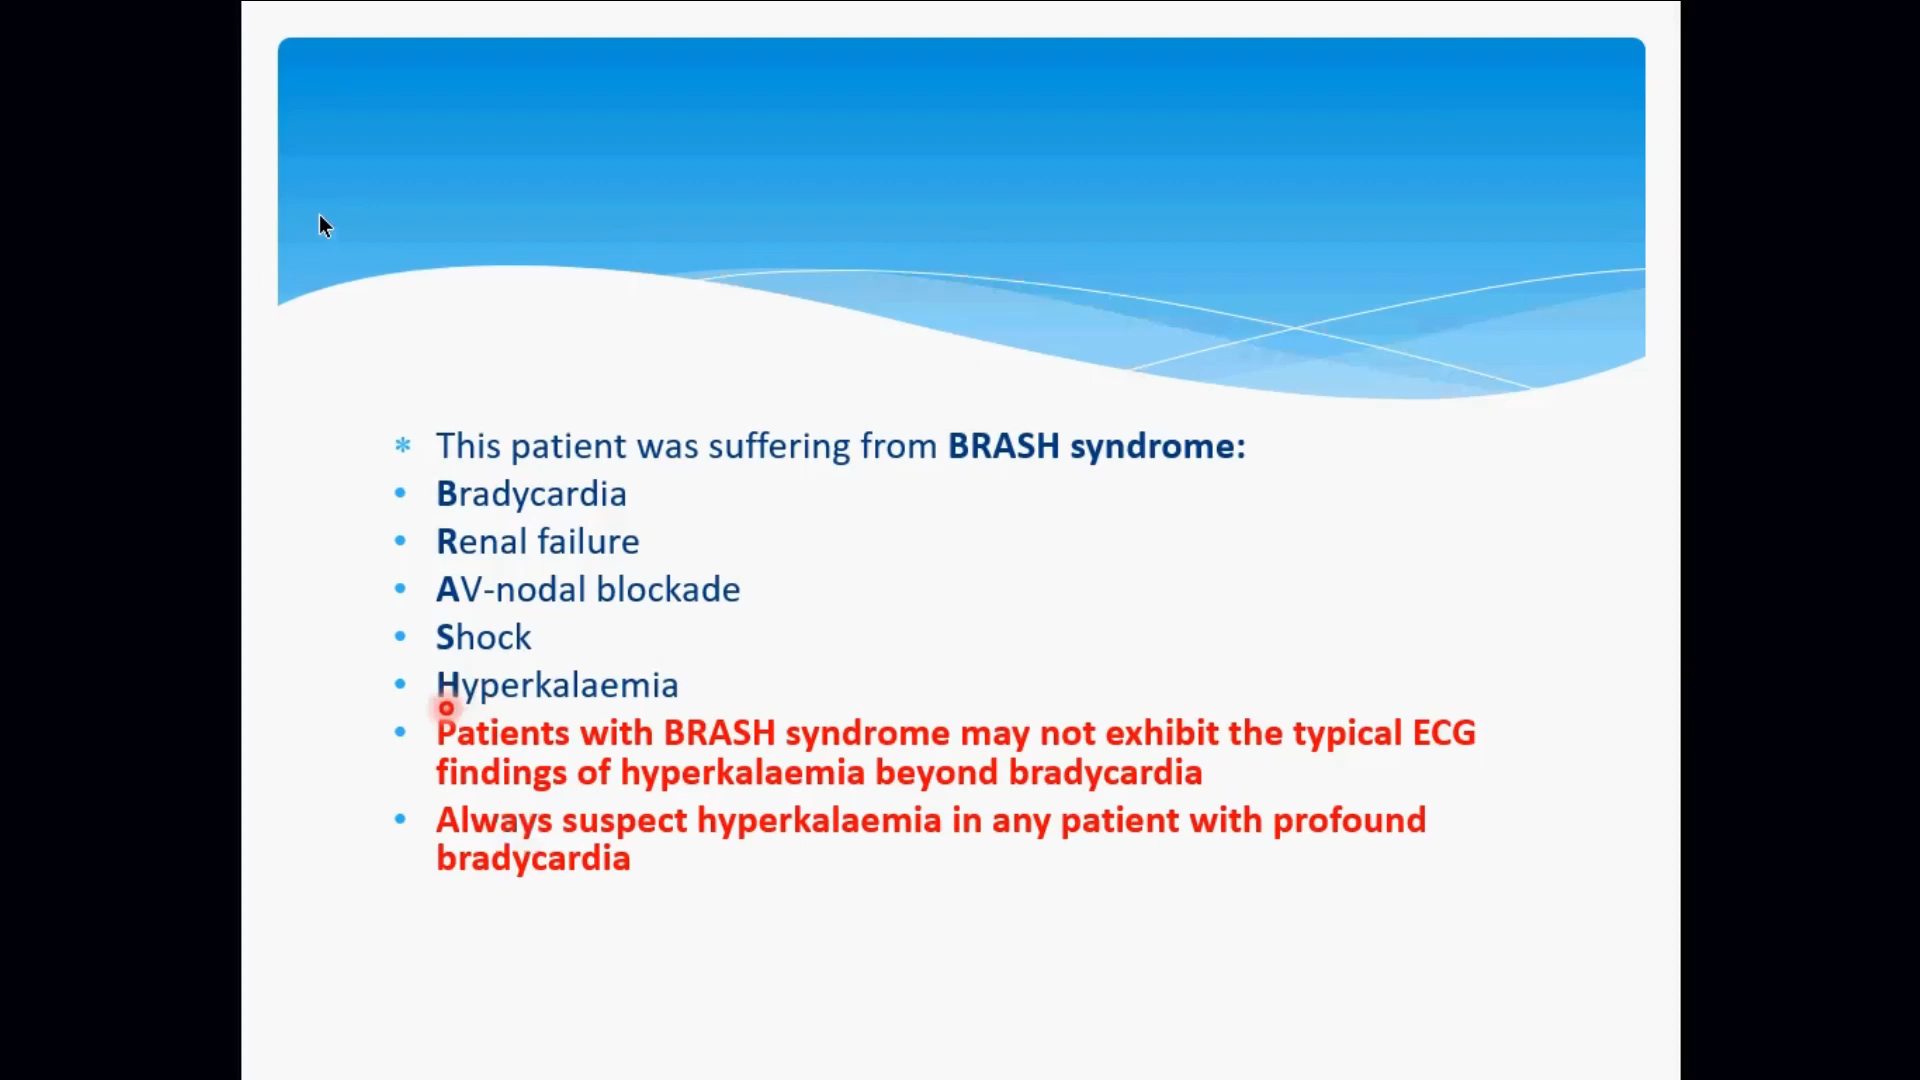 This patient was suffering from BRASH syndrome:
Bradycardia
Renal failure
AV-nodal blockade
Shock
Hyperkalaemia
Patients with BRASH syndrome may not exhibit the typical ECG
findings of hyperkalaemia beyond bradycardia
Always suspect hyperkalaemia in any patient with profound
bradycardia